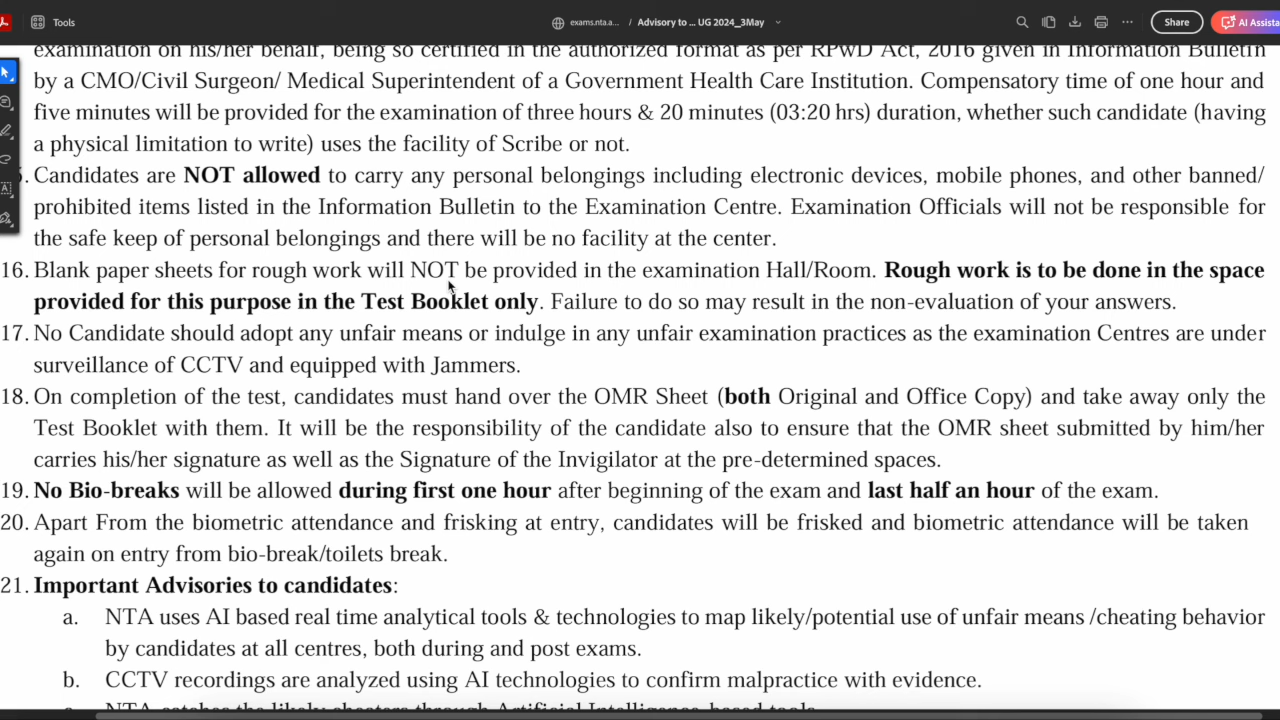 Tools
exams.nta.a... / Advisory to ... UG 2024_3May
Share
AI Assista
examination on his/her behalf, being so certified in the authorized format as per RPwD Act, 2016 given in Information Bulletin
by a CMO/Civil Surgeon/ Medical Superintendent of a Government Health Care Institution. Compensatory time of one hour and
five minutes will be provided for the examination of three hours & 20 minutes (03:20 hrs) duration, whether such candidate (having
a physical limitation to write) uses the facility of Scribe or not.
Candidates are NOT allowed to carry any personal belongings including electronic devices, mobile phones, and other banned/
prohibited items listed in the Information Bulletin to the Examination Centre. Examination Officials will not be responsible for
the safe keep of personal belongings and there will be no facility at the center.
16. Blank paper sheets for rough work will NOT be provided in the examination Hall/Room. Rough work is to be done in the space
provided for this purpose in the Test Booklet only. Failure to do so may result in the non-evaluation of your answers.
17. No Candidate should adopt any unfair means or indulge in any unfair examination practices as the examination Centres are under
surveillance of CCTV and equipped with Jammers.
18. On completion of the test, candidates must hand over the OMR Sheet (both Original and Office Copy) and take away only the
Test Booklet with them. It will be the responsibility of the candidate also to ensure that the OMR sheet submitted by him/her
carries his/her signature as well as the Signature of the Invigilator at the pre-determined spaces.
19. No Bio-breaks will be allowed during first one hour after beginning of the exam and last half an hour of the exam.
20. Apart From the biometric attendance and frisking at entry, candidates will be frisked and biometric attendance will be taken
again on entry from bio-break/toilets break.
21. Important Advisories to candidates:
a. NTA uses AI based real time analytical tools & technologies to map likely/potential use of unfair means /cheating behavior
by candidates at all centres, both during and post exams.
b. CCTV recordings are analyzed using AI technologies to confirm malpractice with evidence.
NTA catches the likely cheaters through Artificial Intelligence-based tools